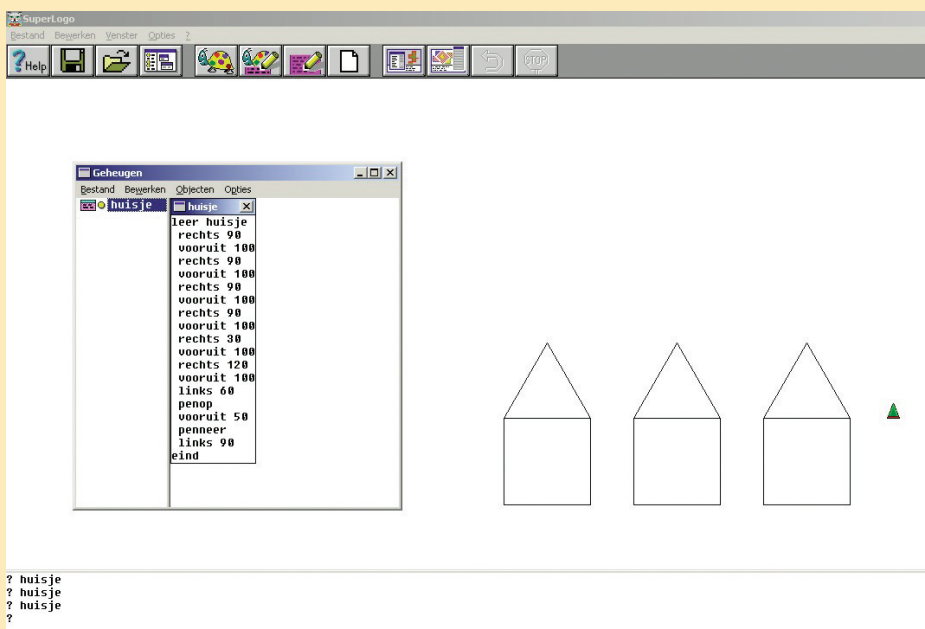 SuperLogo
Bestand Bewerken Venster Opties ?
? Help
STOP
Geheugen
Bestand Bewerken Objecten Opties
huisje
huisje
leer huisje
rechts 90
vooruit 100
rechts 90
vooruit 100
rechts 90
vooruit 100
rechts 90
vooruit 100
rechts 30
vooruit 100
rechts 120
vooruit 100
links 60
penop
vooruit 50
penneer
links 90
eind
? huisje
? huisje
? huisje
?